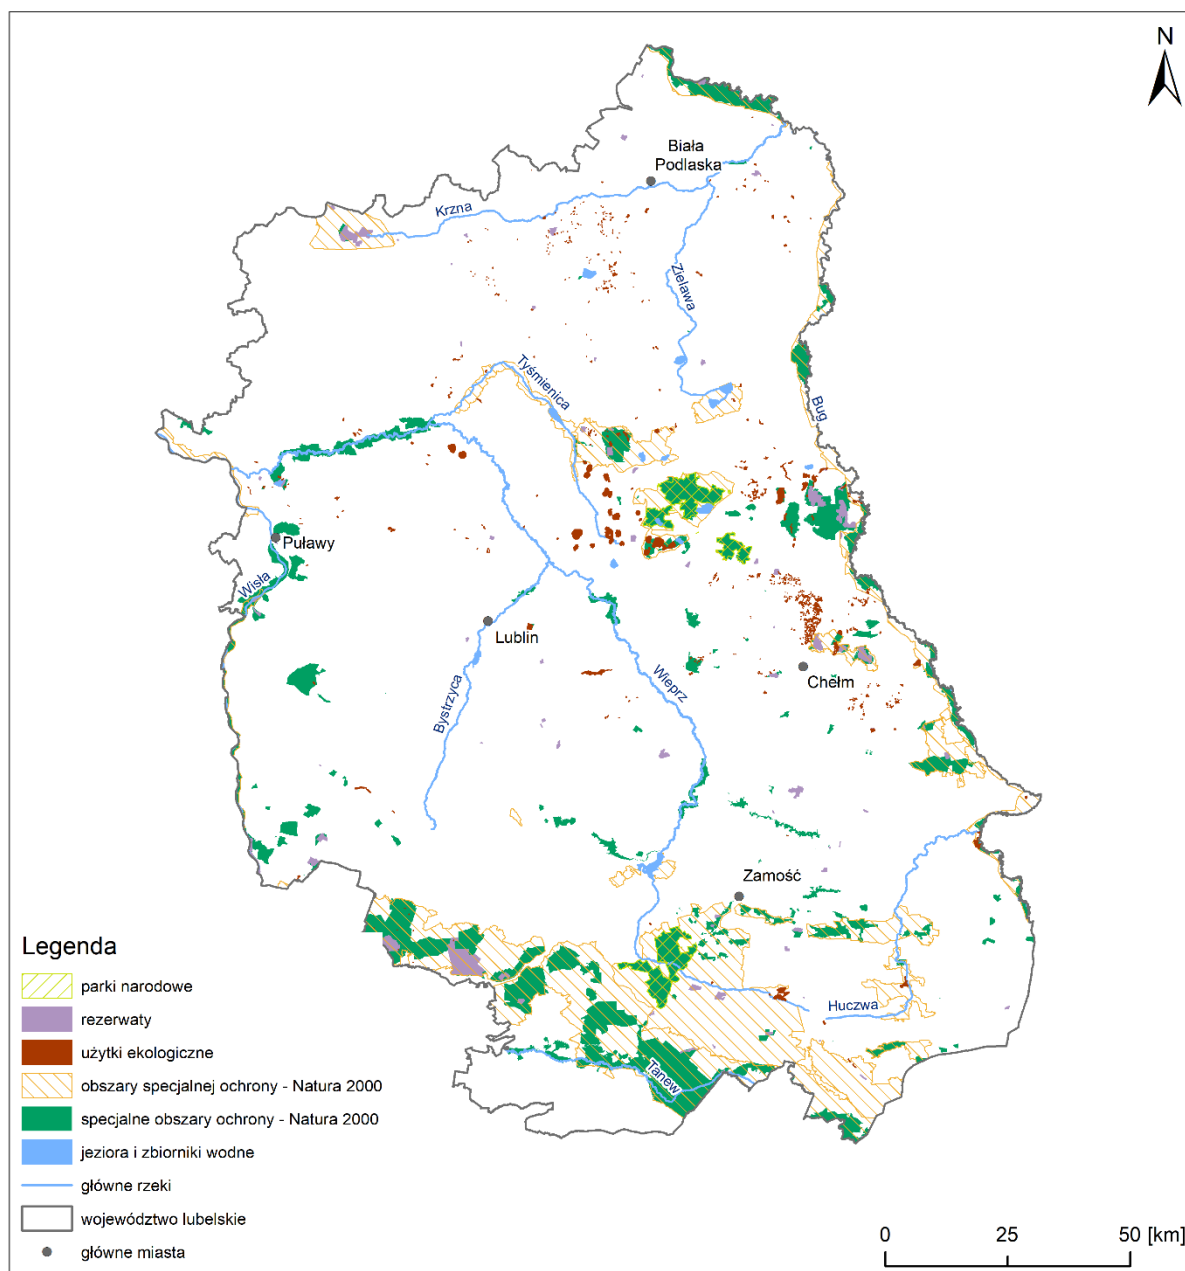 N
Biała
Podlaska
Krzna
Zielawa
Tyśmienica
Bug
Puławy
Wisła
Lublin
Bystrzyca
Wieprz
Chełm
Zamość
Huczwa
Tanew
Legenda
parki narodowe
rezerwaty
użytki ekologiczne
obszary specjalnej ochrony - Natura 2000
specjalne obszary ochrony - Natura 2000
jeziora i zbiorniki wodne
główne rzeki
województwo lubelskie
główne miasta
0 25 50 [km]